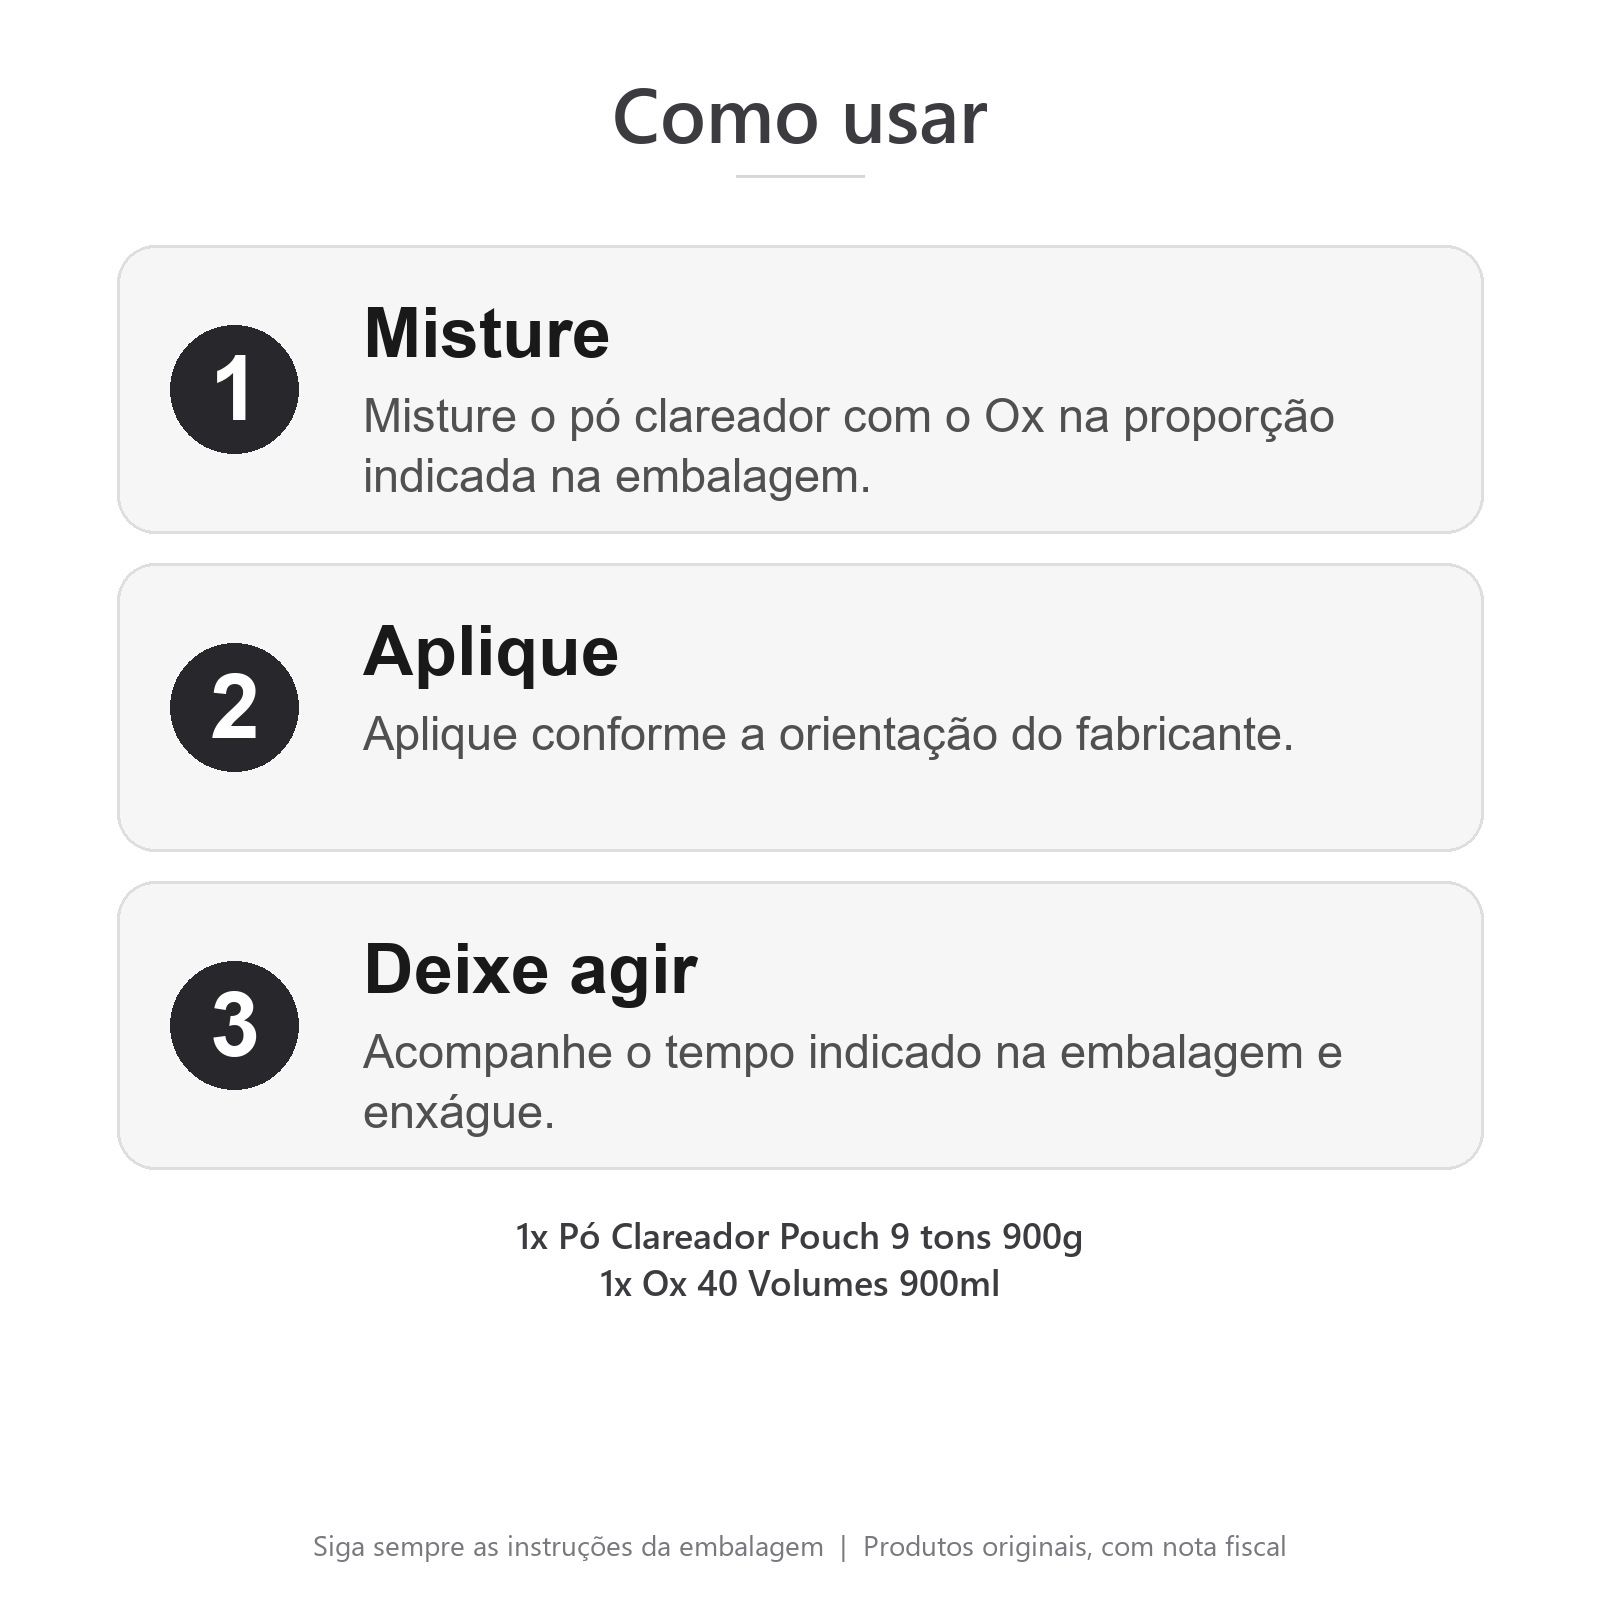 Como usar
1
Misture
Misture o pó clareador com o Ox na proporção
indicada na embalagem.
2
Aplique
Aplique conforme a orientação do fabricante.
3
Deixe agir
Acompanhe o tempo indicado na embalagem e
enxágue.
1x Pó Clareador Pouch 9 tons 900g
1x Ox 40 Volumes 900ml
Siga sempre as instruções da embalagem | Produtos originais, com nota fiscal